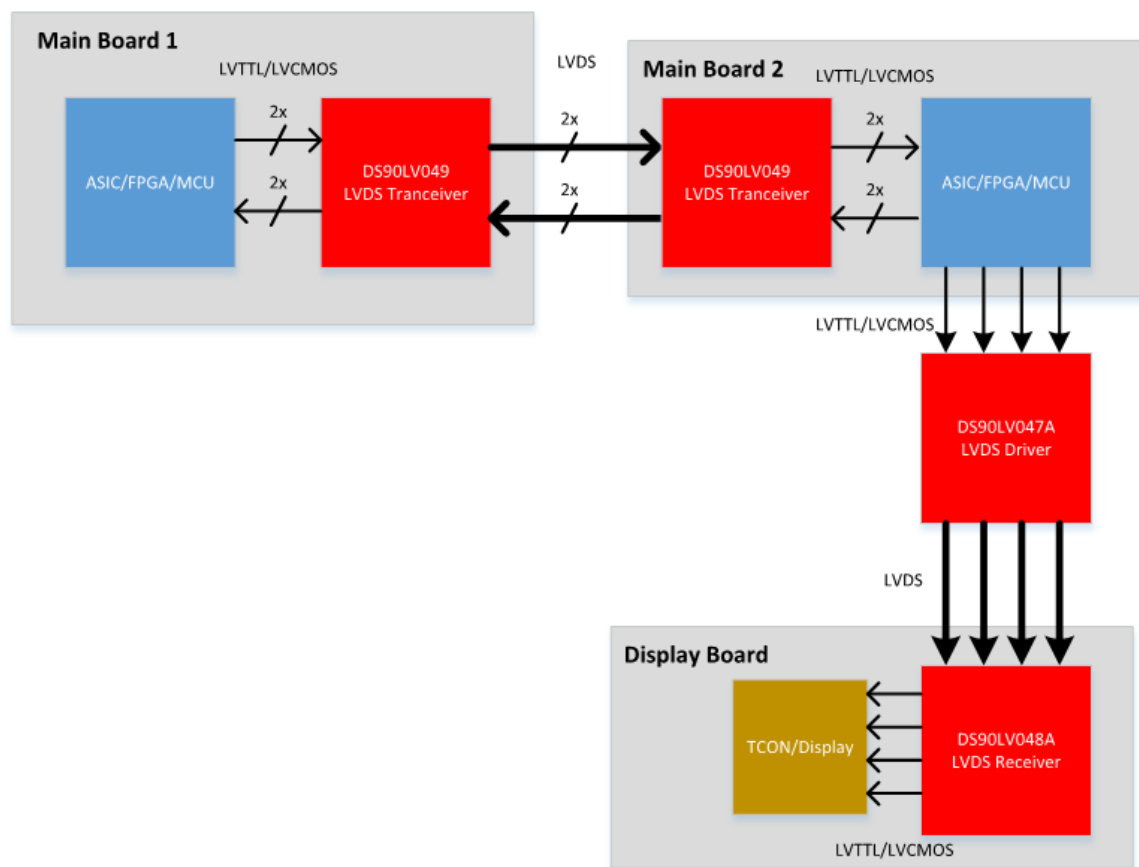 Main Board 1
LVTTL/LVCMOS
2x
2x
ASIC/FPGA/MCU
DS90LV049
LVDS Tranceiver
LVDS
2x
2x
Main Board 2
LVTTL/LVCMOS
DS90LV049
LVDS Tranceiver
2x
2x
ASIC/FPGA/MCU
LVTTL/LVCMOS
DS90LV047A
LVDS Driver
LVDS
Display Board
TCON/Display
DS90LV048A
LVDS Receiver
LVTTL/LVCMOS